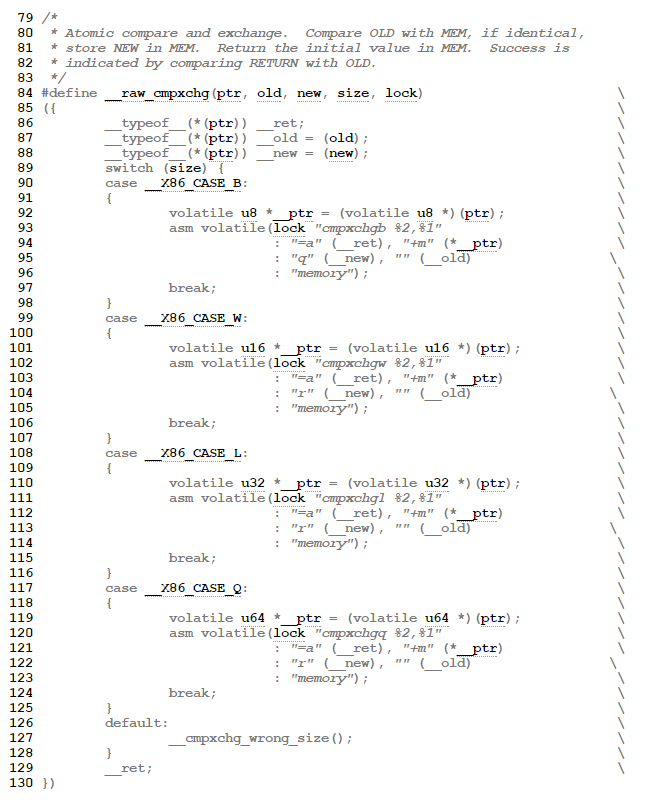 79 /*
80  * Atomic compare and exchange.  Compare OLD with MEM, if identical,
81  * store NEW in MEM.  Return the initial value in MEM.  Success is
82  * indicated by comparing RETURN with OLD.
83  */
84 #define __raw_cmpxchg(ptr, old, new, size, lock)                        \
85 ({                                                                      \
86         __typeof__(*(ptr)) __ret;                                       \
87         __typeof__(*(ptr)) __old = (old);                               \
88         __typeof__(*(ptr)) __new = (new);                               \
89         switch (size) {                                                 \
90         case __X86_CASE_B:                                              \
91         {                                                               \
92                 volatile u8 *__ptr = (volatile u8 *)(ptr);              \
93                 asm volatile(lock "cmpxchgb %2,%1"                      \
94                              : "=a" (__ret), "+m" (*__ptr)              \
95                              : "q" (__new), "" (__old)                 \
96                              : "memory");                               \
97                 break;                                                  \
98         }                                                               \
99         case __X86_CASE_W:                                              \
100         {                                                               \
101                 volatile u16 *__ptr = (volatile u16 *)(ptr);            \
102                 asm volatile(lock "cmpxchgw %2,%1"                      \
103                              : "=a" (__ret), "+m" (*__ptr)              \
104                              : "r" (__new), "" (__old)                 \
105                              : "memory");                               \
106                 break;                                                  \
107         }                                                               \
108         case __X86_CASE_L:                                              \
109         {                                                               \
110                 volatile u32 *__ptr = (volatile u32 *)(ptr);            \
111                 asm volatile(lock "cmpxchgl %2,%1"                      \
112                              : "=a" (__ret), "+m" (*__ptr)              \
113                              : "r" (__new), "" (__old)                 \
114                              : "memory");                               \
115                 break;                                                  \
116         }                                                               \
117         case __X86_CASE_Q:                                              \
118         {                                                               \
119                 volatile u64 *__ptr = (volatile u64 *)(ptr);            \
120                 asm volatile(lock "cmpxchgq %2,%1"                      \
121                              : "=a" (__ret), "+m" (*__ptr)              \
122                              : "r" (__new), "" (__old)                 \
123                              : "memory");                               \
124                 break;                                                  \
125         }                                                               \
126         default:                                                        \
127                 __cmpxchg_wrong_size();                                 \
128         }                                                               \
129         __ret;                                                          \
130 })